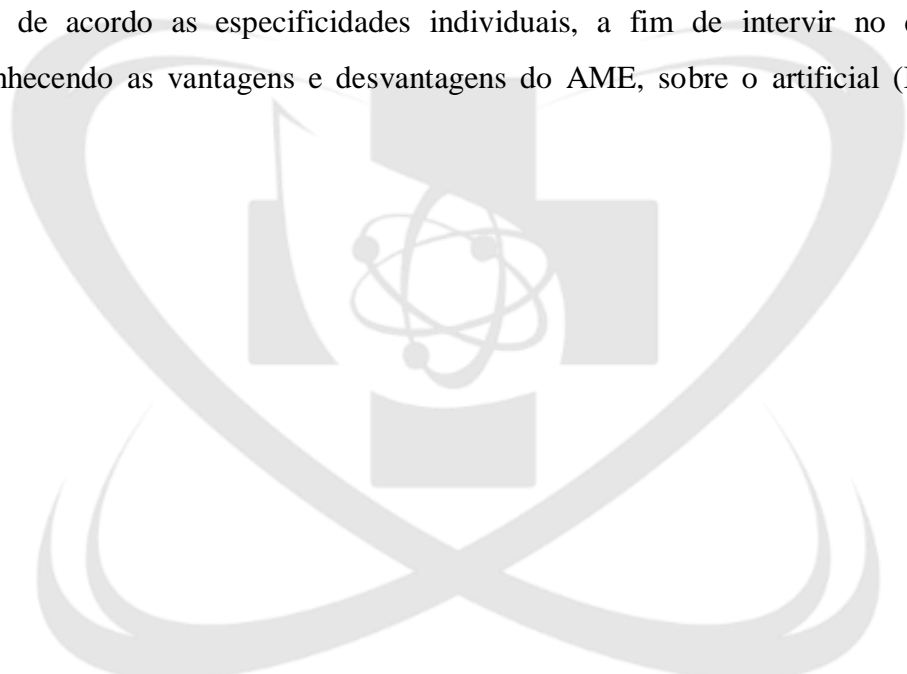 de acordo as especificidades individuais, a fim de intervir no
nhecendo as vantagens e desvantagens do AME, sobre o artificial (